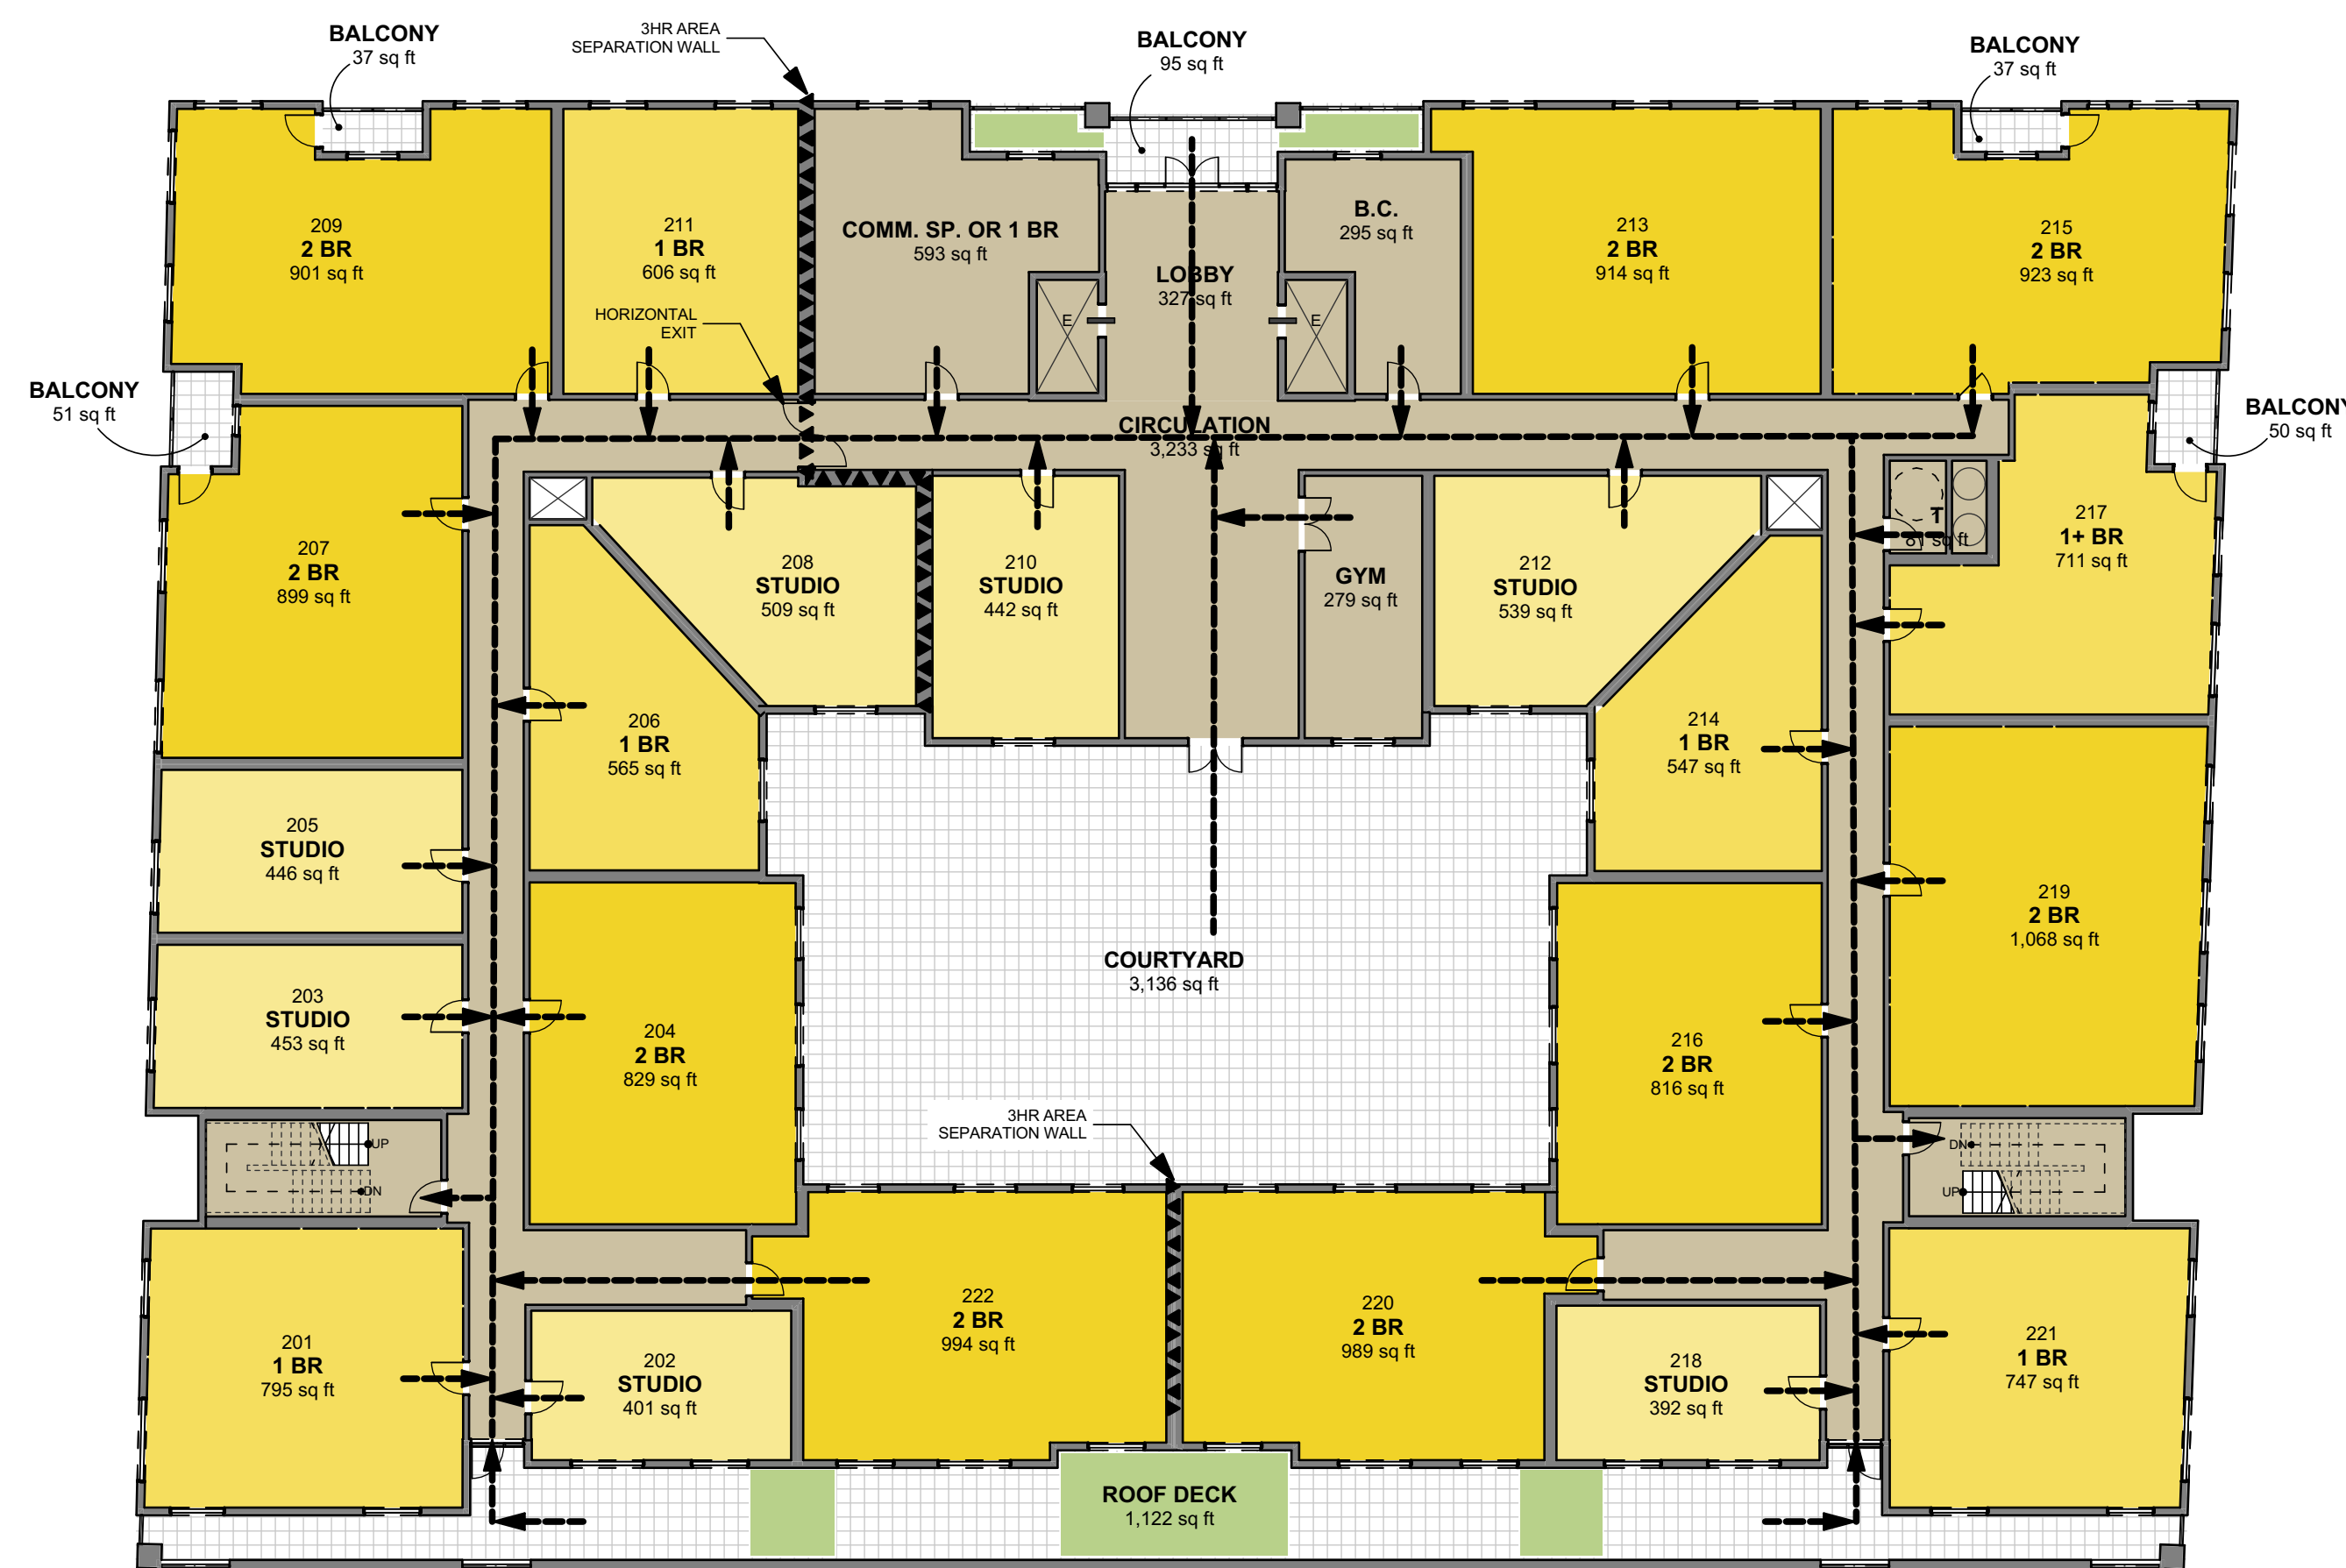 BALCONY
37 sq ft
3HR AREA
SEPARATION WALL
BALCONY
95 sq ft
BALCONY
37 sq ft
209
2 BR
901 sq ft
211
1 BR
606 sq ft
COMM. SP. OR 1 BR
593 sq ft
B.C.
295 sq ft
213
2 BR
914 sq ft
215
2 BR
923 sq ft
LOBBY
327 sq ft
HORIZONTAL
EXIT
E
E
BALCONY
51 sq ft
CIRCULATION
3,233 sq ft
BALCONY
50 sq ft
207
2 BR
899 sq ft
208
STUDIO
509 sq ft
210
STUDIO
442 sq ft
GYM
279 sq ft
212
STUDIO
539 sq ft
T
81 sq ft
217
1+ BR
711 sq ft
206
1 BR
565 sq ft
214
1 BR
547 sq ft
205
STUDIO
446 sq ft
219
2 BR
1,068 sq ft
COURTYARD
3,136 sq ft
203
STUDIO
453 sq ft
204
2 BR
829 sq ft
216
2 BR
816 sq ft
3HR AREA
SEPARATION WALL
UP
DN
DN
UP
222
2 BR
994 sq ft
220
2 BR
989 sq ft
201
1 BR
795 sq ft
202
STUDIO
401 sq ft
218
STUDIO
392 sq ft
221
1 BR
747 sq ft
ROOF DECK
1,122 sq ft